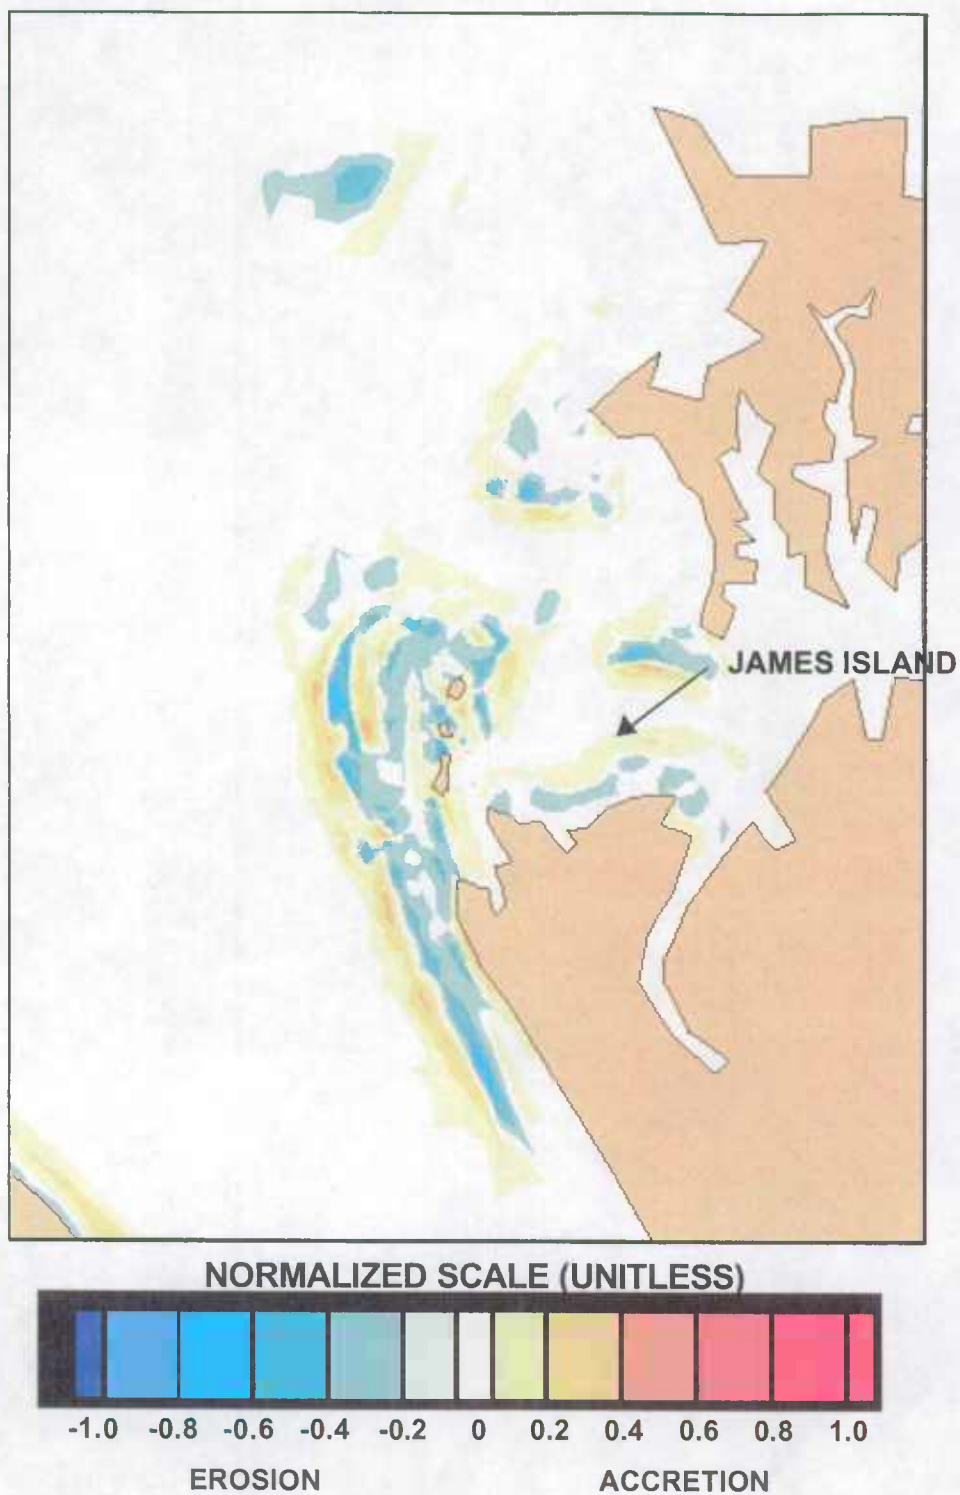 JAMES ISLAND
NORMALIZED SCALE (UNITLESS)
-1.0 -0.8 -0.6 -0.4 -0.2 0 0.2 0.4 0.6 0.8 1.0
EROSION ACCRETION